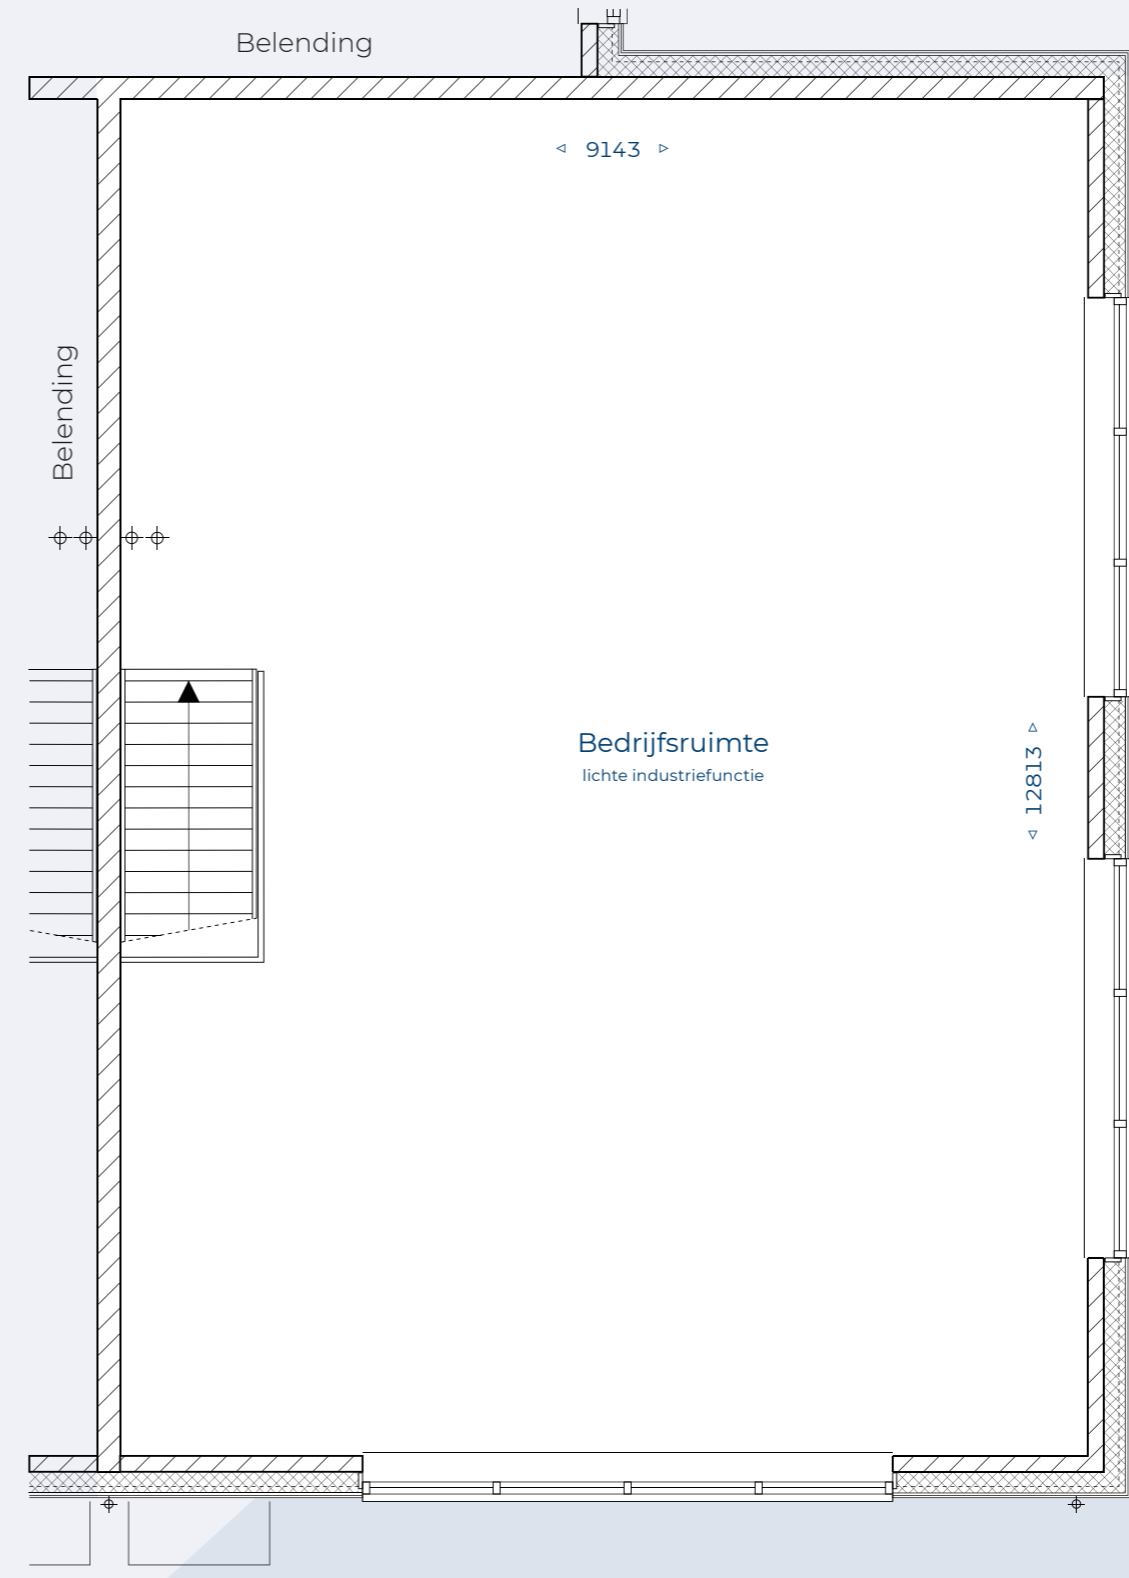 Belending
9143
Belending
Bedrijfsruimte
lichte industriefunctie
12813